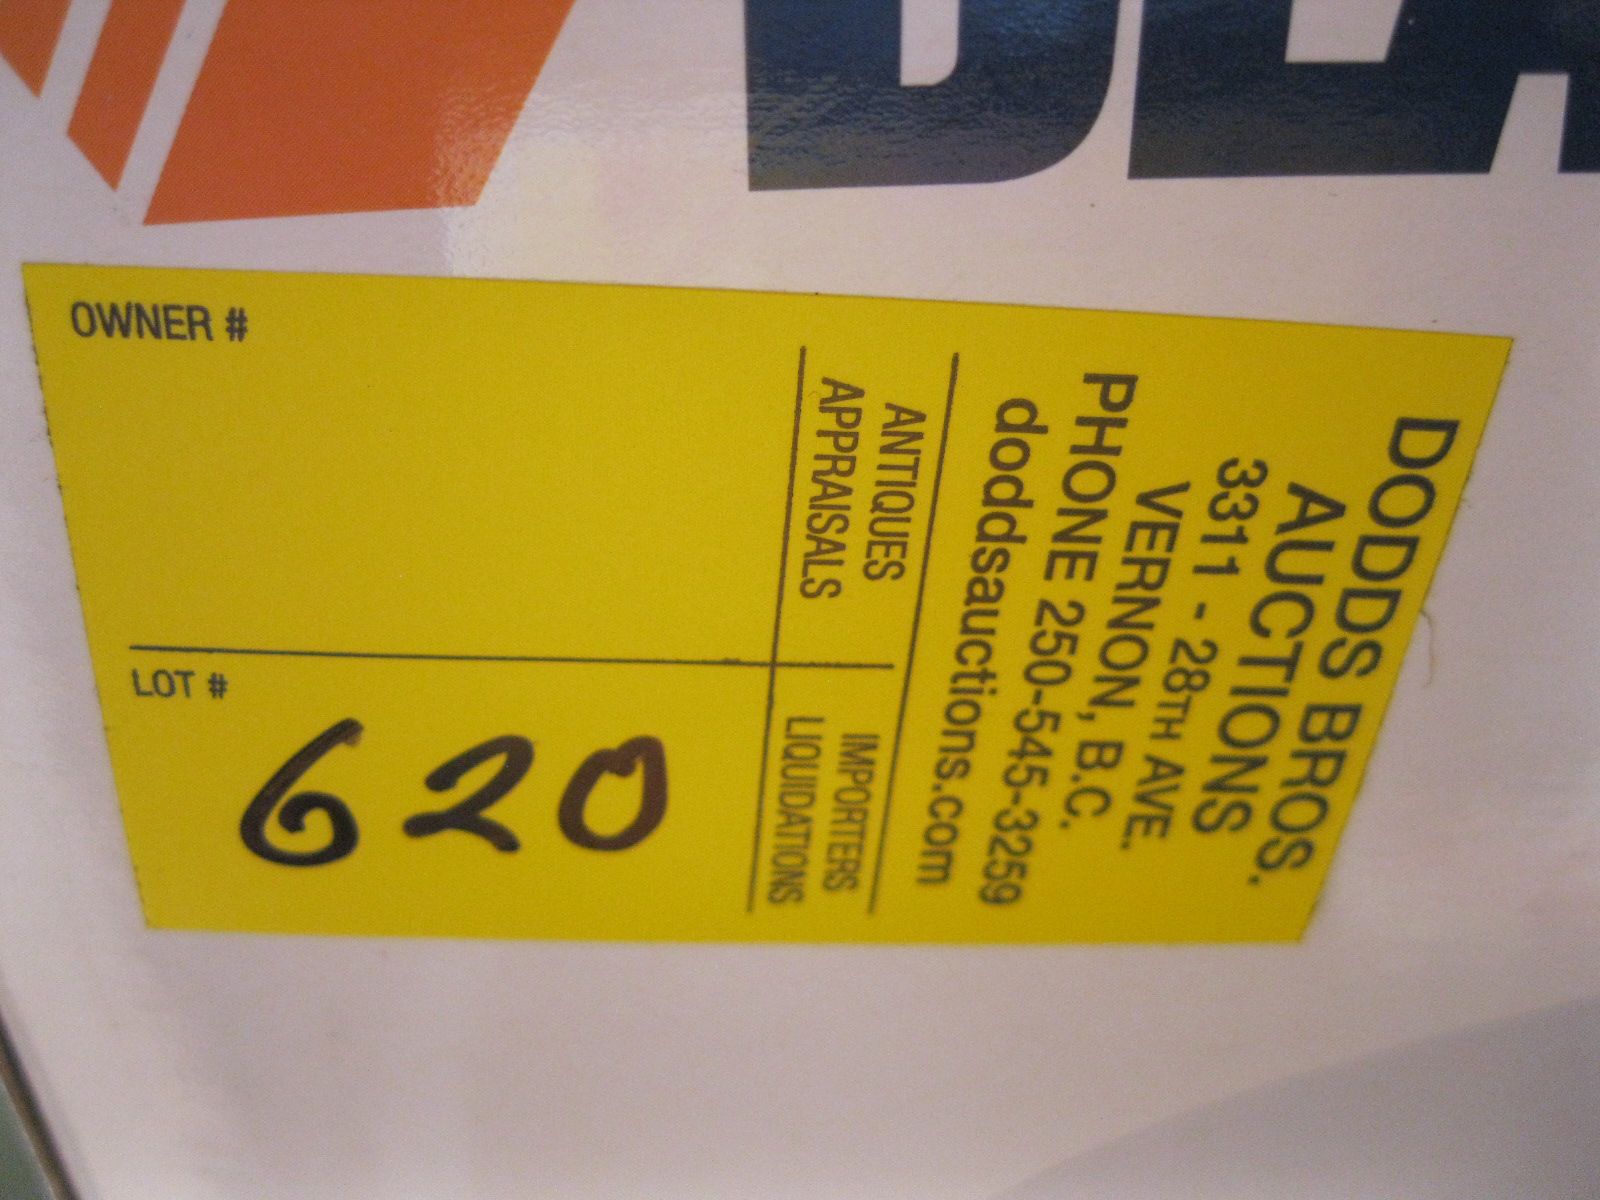 DODDS BROS.
AUCTIONS
3311 - 28TH AVE.
VERNON, B.C.
PHONE 250-545-3259
doddsauctions.com
ANTIQUES
APPRAISALS
IMPORTERS
LIQUIDATIONS
OWNER #
LOT #
620